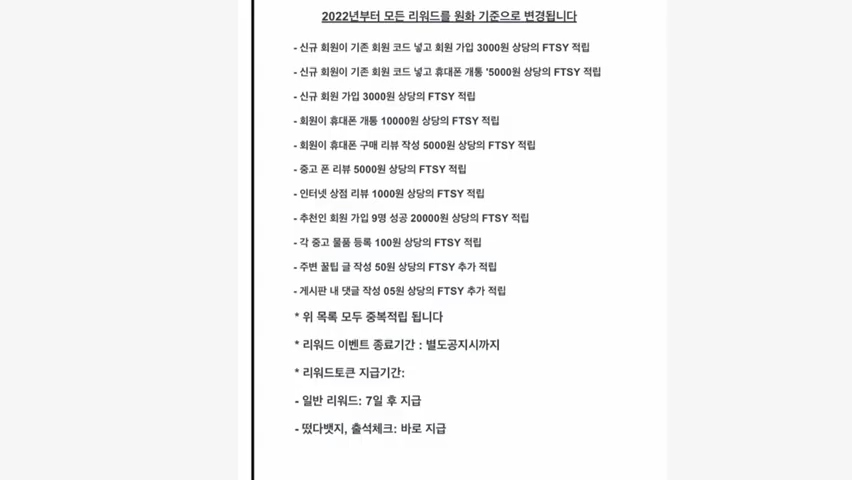 2022년부터 모든 리워드를 원화 기준으로 변경됩니다
- 신규 회원이 기존 회원 코드 넣고 회원 가입 3000원 상당의 FTSY 적립
- 신규 회원이 기존 회원 코드 넣고 휴대폰 개통 '5000원 상당의 FTSY 적립
- 신규 회원 가입 3000원 상당의 FTSY 적립
- 회원이 휴대폰 개통 10000원 상당의 FTSY 적립
- 회원이 휴대폰 구매 리뷰 작성 5000원 상당의 FTSY 적립
- 중고 폰 리뷰 5000원 상당의 FTSY 적립
- 인터넷 상점 리뷰 1000원 상당의 FTSY 적립
- 추천인 회원 가입 9명 성공 20000원 상당의 FTSY 적립
- 각 중고 물품 등록 100원 상당의 FTSY 적립
- 주변 꿀팁 글 작성 50원 상당의 FTSY 추가 적립
- 게시판 내 댓글 작성 05원 상당의 FTSY 추가 적립
* 위 목록 모두 중복적립 됩니다
* 리워드 이벤트 종료기간 : 별도공지시까지
* 리워드토큰 지급기간:
- 일반 리워드: 7일 후 지급
- 떴다뱃지, 출석체크: 바로 지급